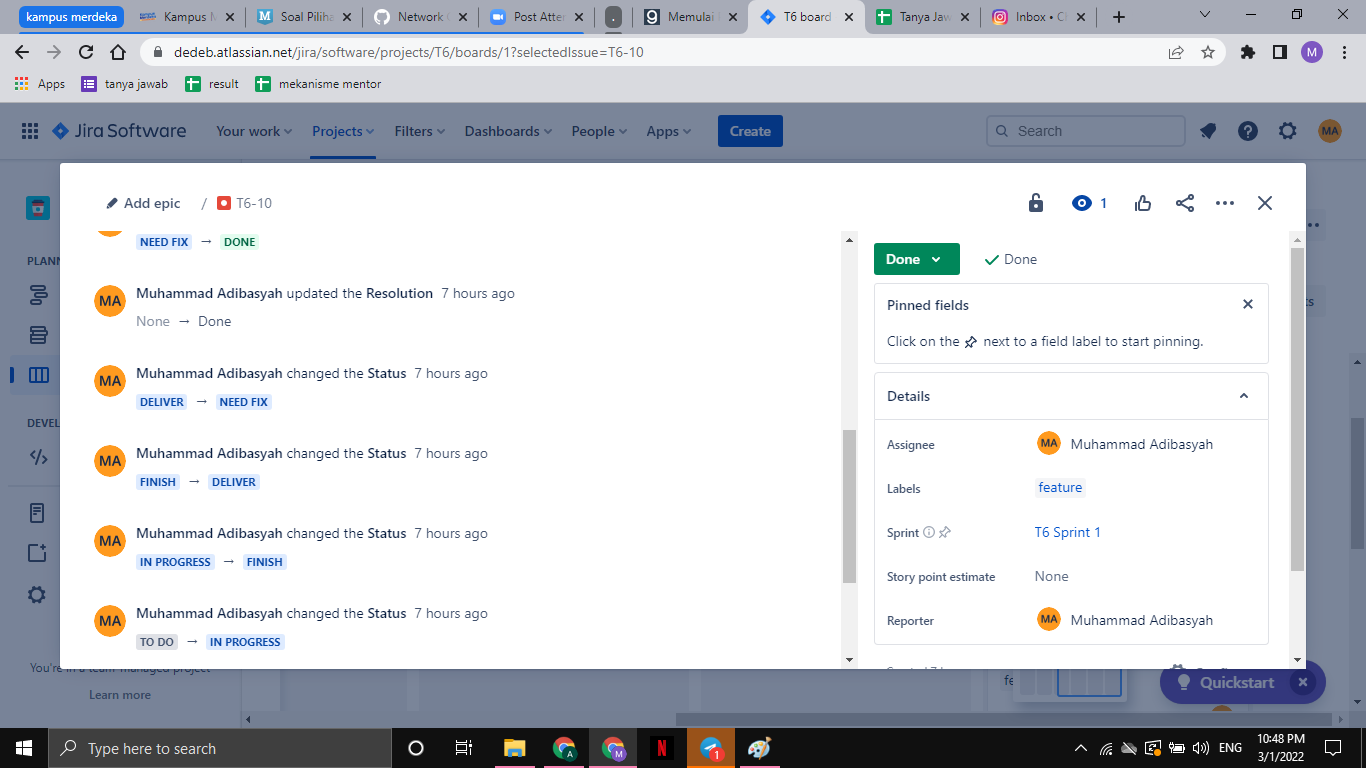 kampus merdeka
Kampus M
Soal Piliha
Network
Post Atter
.
Memulai
T6 board
Tanya Jaw
Inbox •
dedeb.atlassian.net/jira/software/projects/T6/boards/1?selectedIssue=T6-10
M
Apps
tanya jawab
result
mekanisme mentor
Jira Software
Your work
Projects
Filters
Dashboards
People
Apps
Create
Search
MA
Add epic / T6-10
1
PLANN
DEVEL
NEED FIX → DONE
MA
Muhammad Adibasyah updated the Resolution 7 hours ago
None → Done
MA
Muhammad Adibasyah changed the Status 7 hours ago
DELIVER → NEED FIX
MA
Muhammad Adibasyah changed the Status 7 hours ago
FINISH → DELIVER
MA
Muhammad Adibasyah changed the Status 7 hours ago
IN PROGRESS → FINISH
MA
Muhammad Adibasyah changed the Status 7 hours ago
TO DO → IN PROGRESS
Done
Done
Pinned fields
Click on the next to a field label to start pinning.
Details
Assignee MA Muhammad Adibasyah
Labels feature
Sprint T6 Sprint 1
Story point estimate None
Reporter MA Muhammad Adibasyah
You're in a team-managed project
Learn more
fe
Quickstart
Type here to search
A
M
N
1
ENG
10:48 PM
3/1/2022